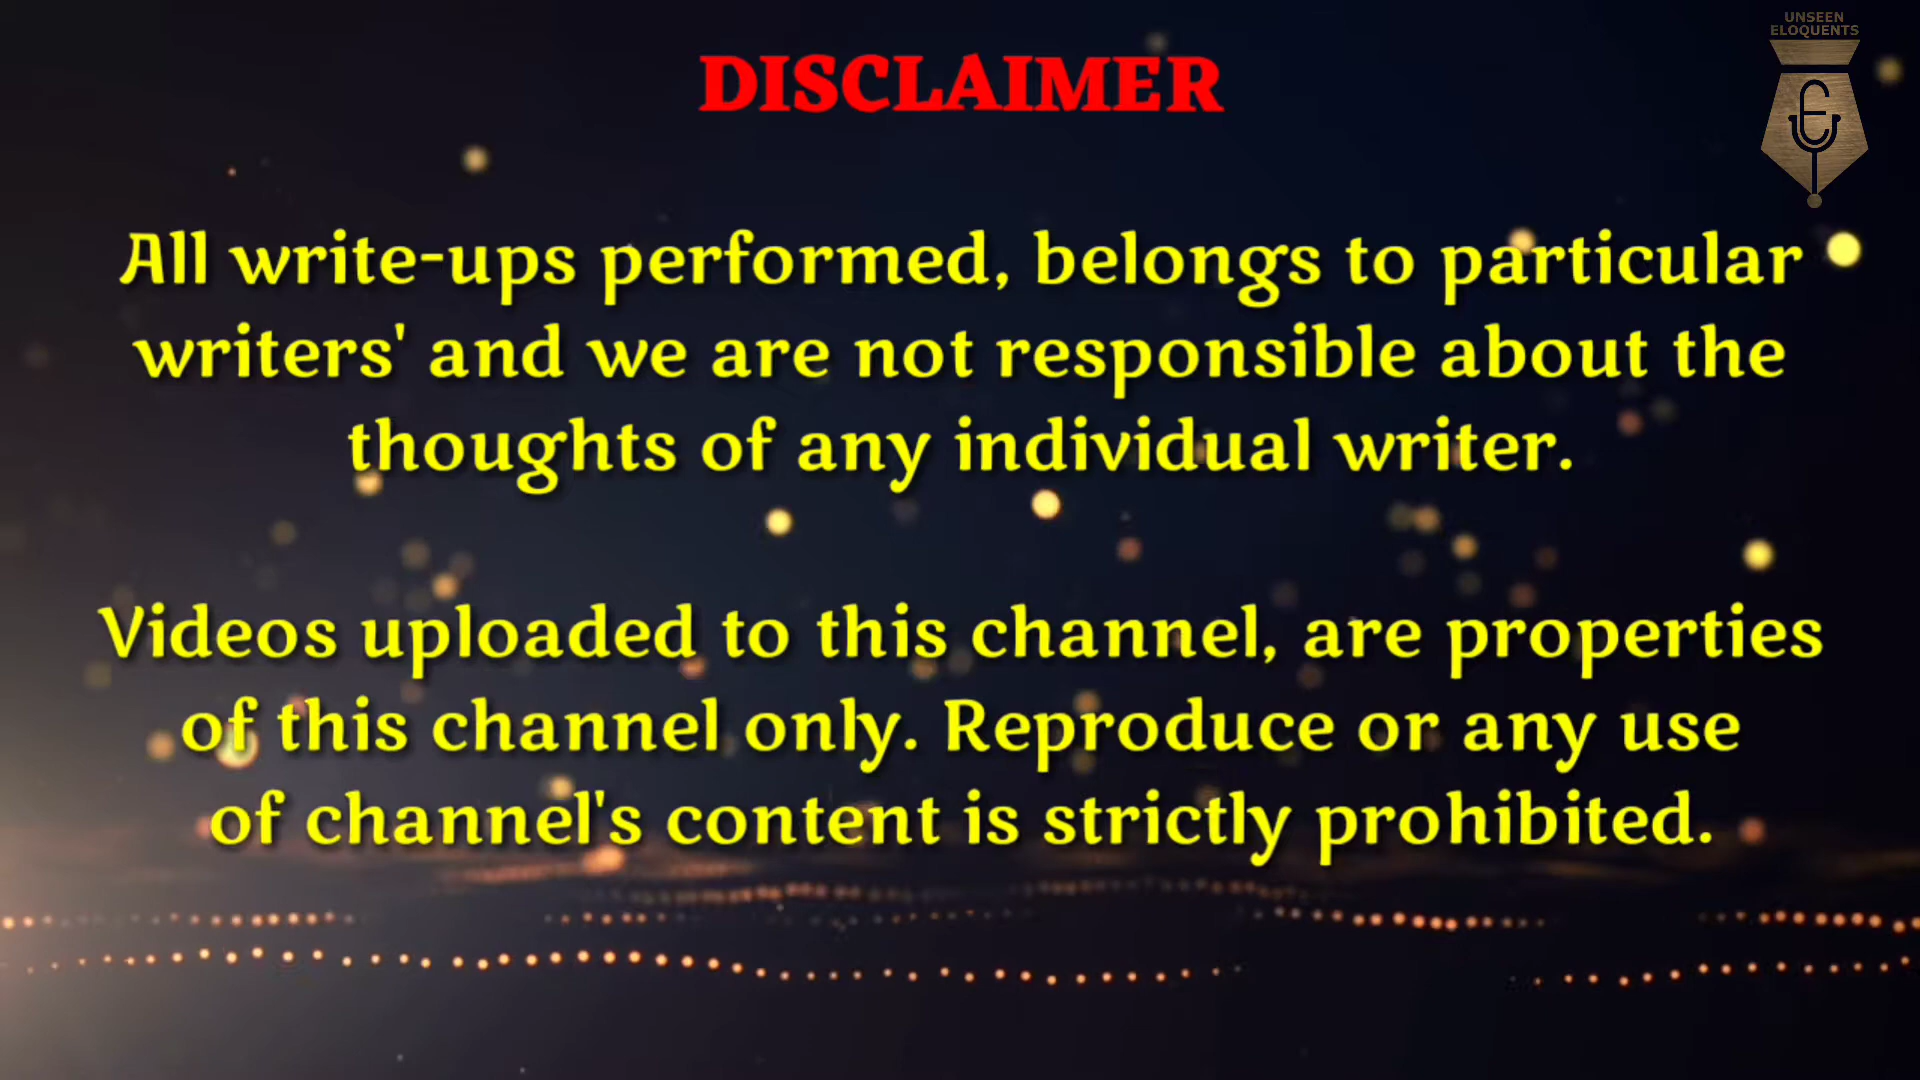 UNSEEN
ELOQUENTS
DISCLAIMER
All write-ups performed, belongs to particular
writers' and we are not responsible about the
thoughts of any individual writer.
Videos uploaded to this channel, are properties
of this channel only. Reproduce or any use
of channel's content is strictly prohibited.